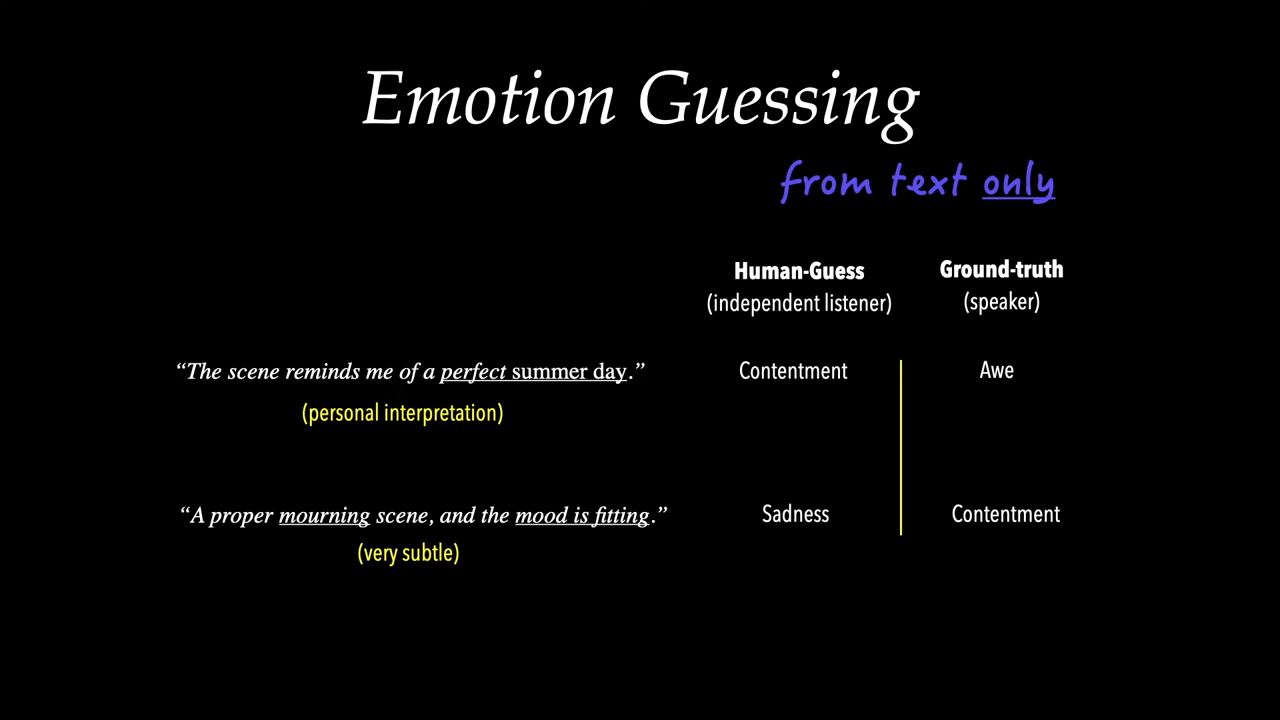 Emotion Guessing
from text only
Human-Guess Ground-truth
(independent listener) (speaker)
“The scene reminds me of a perfect summer day.” Contentment Awe
(personal interpretation)
“A proper mourning scene, and the mood is fitting.” Sadness Contentment
(very subtle)